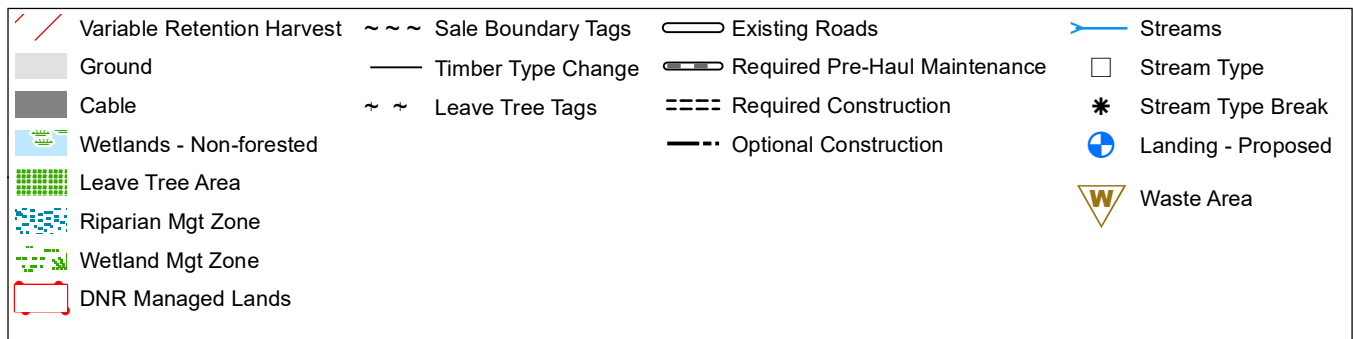 Variable Retention Harvest
Ground
Cable
Wetlands - Non-forested
Leave Tree Area
Riparian Mgt Zone
Wetland Mgt Zone
DNR Managed Lands
Sale Boundary Tags
Timber Type Change
Leave Tree Tags
Existing Roads
Required Pre-Haul Maintenance
Required Construction
Optional Construction
Streams
Stream Type
Stream Type Break
Landing - Proposed
W
Waste Area